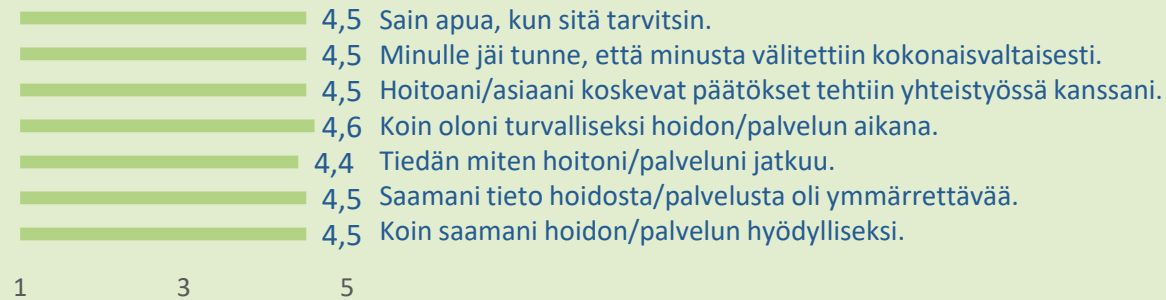 4,5 Sain apua, kun sitä tarvitsin.
4,5 Minulle jäi tunne, että minusta välitettiin kokonaisvaltaisesti.
4,5 Hoitoani/asiaani koskevat päätökset tehtiin yhteistyössä kanssani.
4,6 Koin oloni turvalliseksi hoidon/palvelun aikana.
4,4 Tiedän miten hoitoni/palveluni jatkuu.
4,5 Saamani tieto hoidosta/palvelusta oli ymmärrettävää.
4,5 Koin saamani hoidon/palvelun hyödylliseksi.
1 3 5